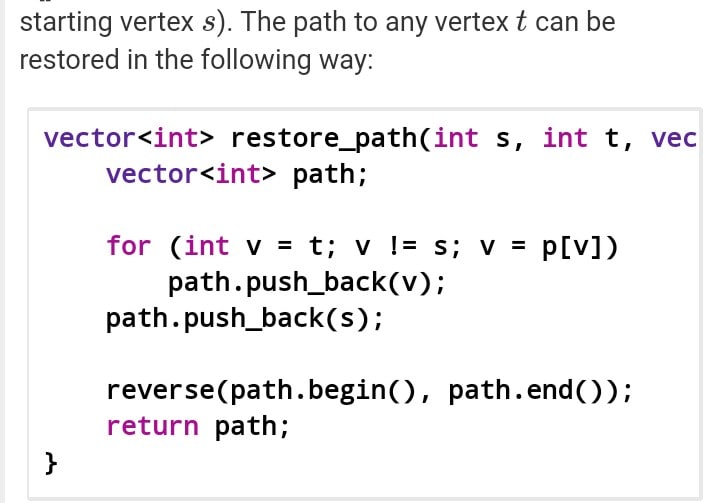 starting vertex s). The path to any vertex t can be
restored in the following way:
vector<int> restore_path(int s, int t, vec
    vector<int> path;
    for (int v = t; v != s; v = p[v])
        path.push_back(v);
    path.push_back(s);
    reverse(path.begin(), path.end());
    return path;
}